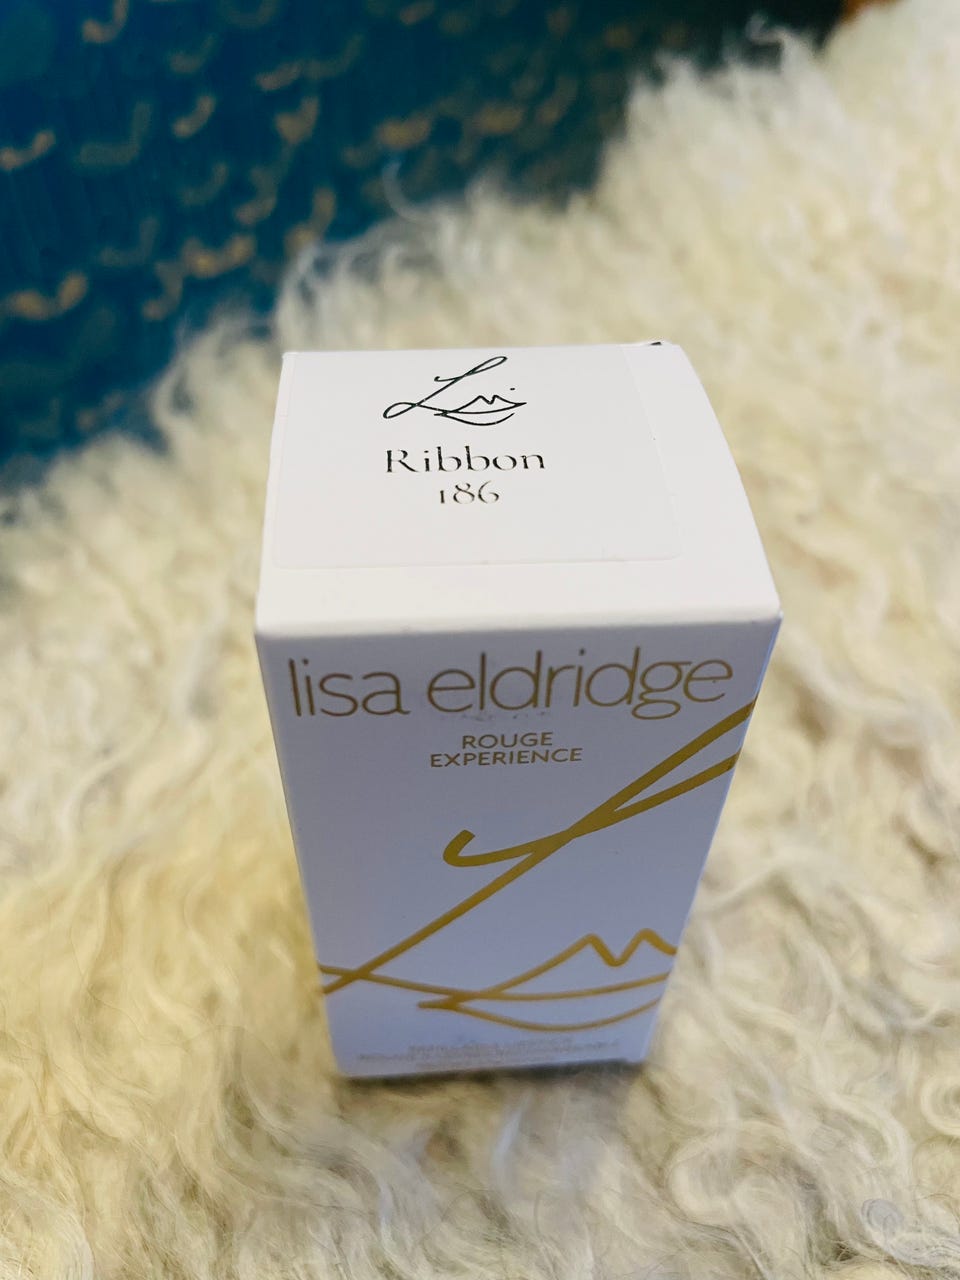 Ribbon
186
lisa eldridge
ROUGE
EXPERIENCE